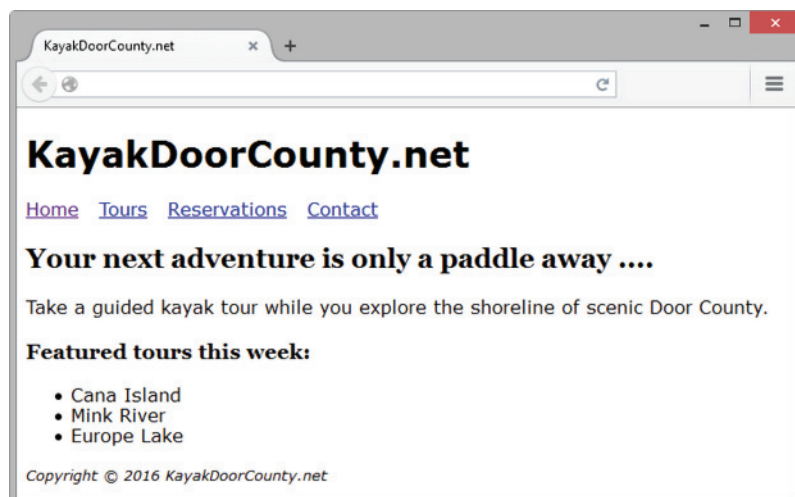 KayakDoorCounty.net
KayakDoorCounty.net
Home Tours Reservations Contact
Your next adventure is only a paddle away ....
Take a guided kayak tour while you explore the shoreline of scenic Door County.
Featured tours this week:
• Cana Island
• Mink River
• Europe Lake
Copyright © 2016 KayakDoorCounty.net